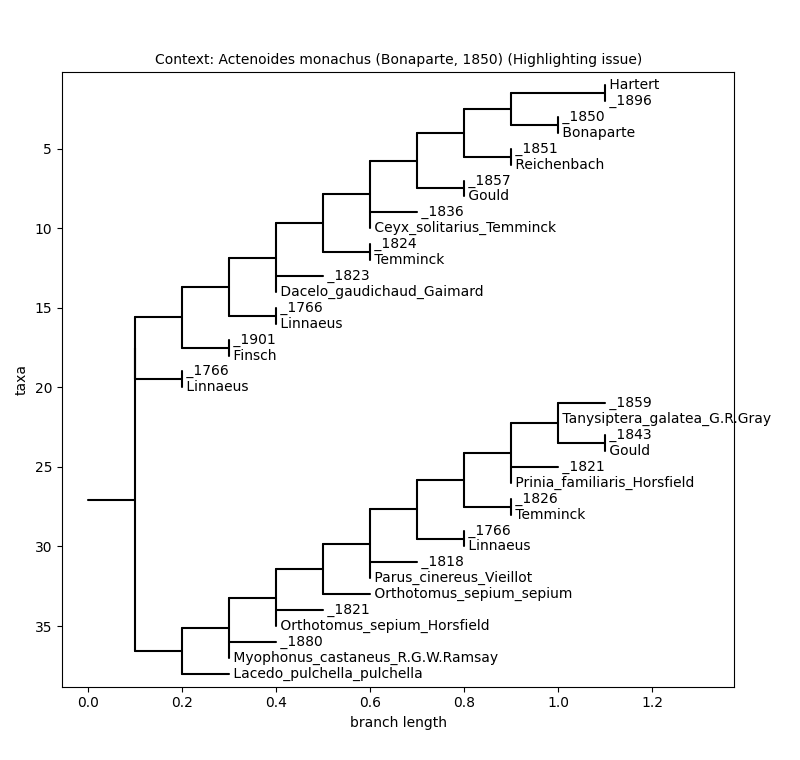 Context: Actenoides monachus (Bonaparte, 1850) (Highlighting issue)
Hartert
_1896
_1850
Bonaparte
_1851
Reichenbach
_1857
Gould
_1836
Ceyx_solitarius_Temminck
_1824
Temminck
_1823
Dacelo_gaudichaud_Gaimard
_1766
Linnaeus
_1901
Finsch
_1766
Linnaeus
_1859
Tanysiptera_galatea_G.R.Gray
_1843
Gould
_1821
Prinia_familiaris_Horsfield
_1826
Temminck
_1766
Linnaeus
_1818
Parus_cinereus_Vieillot
Orthotomus_sepium_sepium
_1821
Orthotomus_sepium_Horsfield
_1880
Myophonus_castaneus_R.G.W.Ramsay
Lacedo_pulchella_pulchella
5
10
15
20
25
30
35
taxa
0.0 0.2 0.4 0.6 0.8 1.0 1.2
branch length